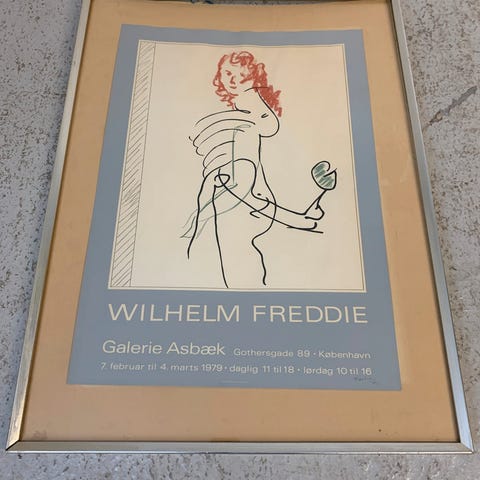 WILHELM FREDDIE
Galerie Asbæk Gothersgade 89 · København
7. februar til 4. marts 1979 · daglig 11 til 18 · lørdag 10 til 16